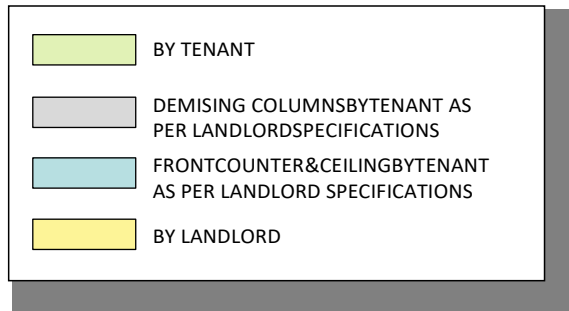 BY TENANT
DEMISING COLUMNSBYTENANT AS
PER LANDLORDSPECIFICATIONS
FRONTCOUNTER&CEILINGBYTENANT
AS PER LANDLORD SPECIFICATIONS
BY LANDLORD